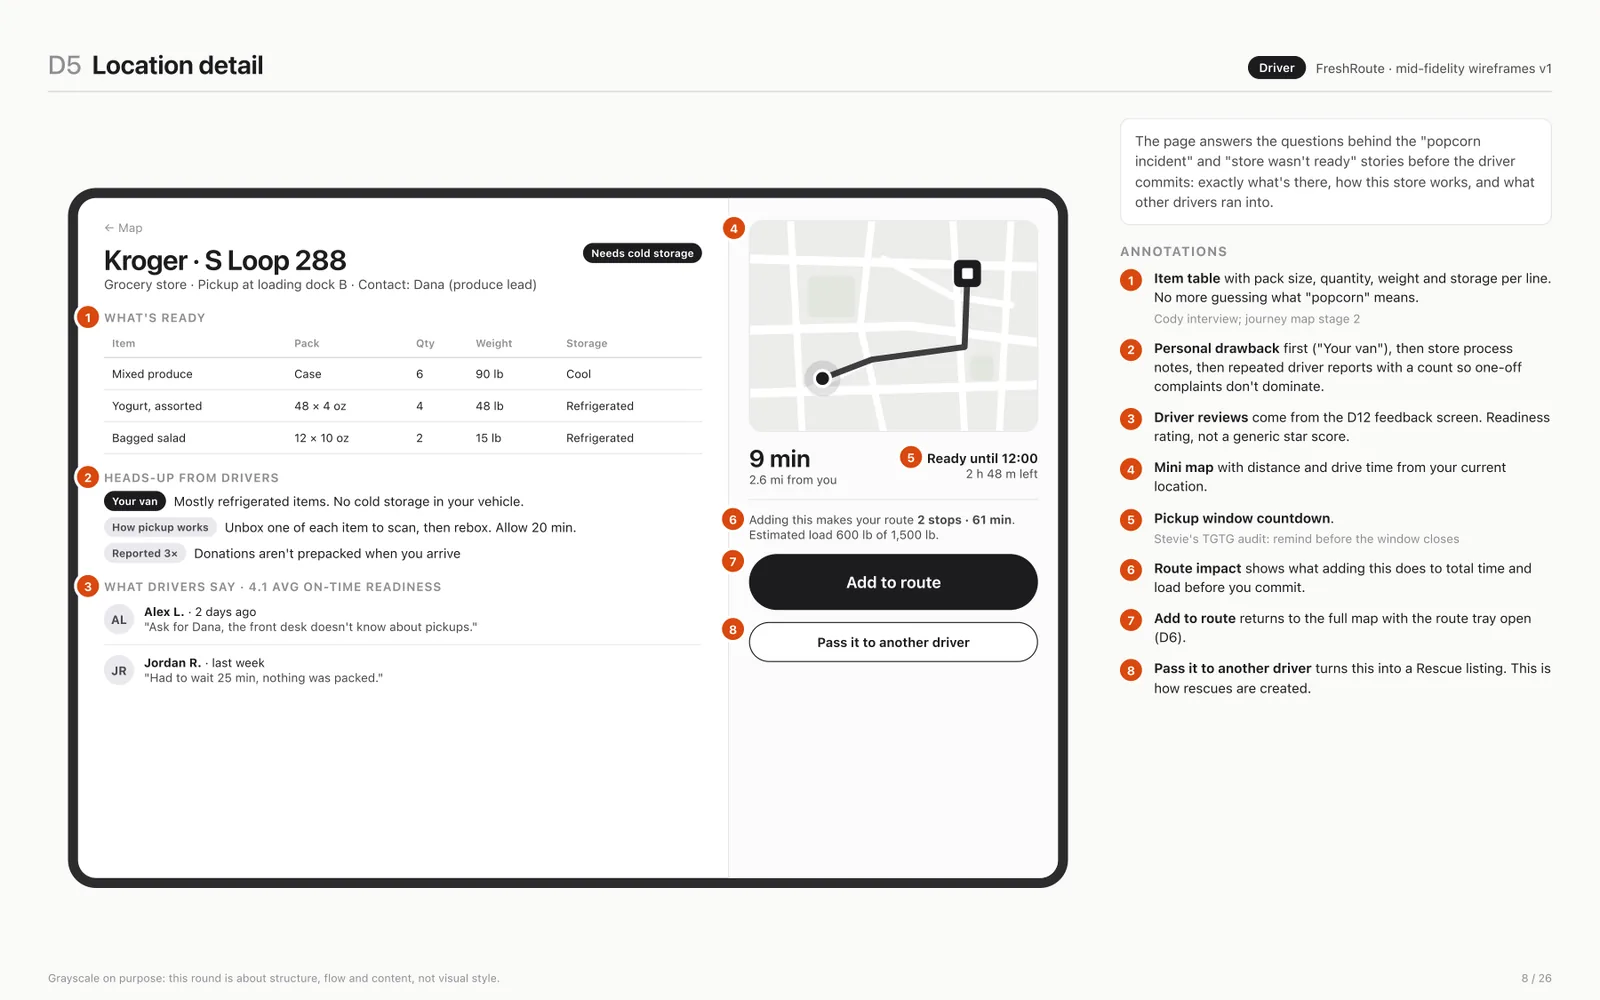 D5 Location detail
Driver FreshRoute · mid-fidelity wireframes v1
← Map
Kroger · S Loop 288
Needs cold storage
Grocery store · Pickup at loading dock B · Contact: Dana (produce lead)
1 WHAT'S READY
Item Pack Qty Weight Storage
Mixed produce Case 6 90 lb Cool
Yogurt, assorted 48 × 4 oz 4 48 lb Refrigerated
Bagged salad 12 × 10 oz 2 15 lb Refrigerated
2 HEADS-UP FROM DRIVERS
Your van Mostly refrigerated items. No cold storage in your vehicle.
How pickup works Unbox one of each item to scan, then rebox. Allow 20 min.
Reported 3× Donations aren't prepacked when you arrive
3 WHAT DRIVERS SAY · 4.1 AVG ON-TIME READINESS
AL Alex L. · 2 days ago
"Ask for Dana, the front desk doesn't know about pickups."
JR Jordan R. · last week
"Had to wait 25 min, nothing was packed."
4
9 min
2.6 mi from you
5 Ready until 12:00
2 h 48 m left
6 Adding this makes your route 2 stops · 61 min.
Estimated load 600 lb of 1,500 lb.
7 Add to route
8 Pass it to another driver
The page answers the questions behind the "popcorn
incident" and "store wasn't ready" stories before the driver
commits: exactly what's there, how this store works, and what
other drivers ran into.
ANNOTATIONS
1 Item table with pack size, quantity, weight and storage per line.
No more guessing what "popcorn" means.
Cody interview; journey map stage 2
2 Personal drawback first ("Your van"), then store process
notes, then repeated driver reports with a count so one-off
complaints don't dominate.
3 Driver reviews come from the D12 feedback screen. Readiness
rating, not a generic star score.
4 Mini map with distance and drive time from your current
location.
5 Pickup window countdown.
Stevie's TGTG audit: remind before the window closes
6 Route impact shows what adding this does to total time and
load before you commit.
7 Add to route returns to the full map with the route tray open
(D6).
8 Pass it to another driver turns this into a Rescue listing. This is
how rescues are created.
Grayscale on purpose: this round is about structure, flow and content, not visual style.
8 / 26